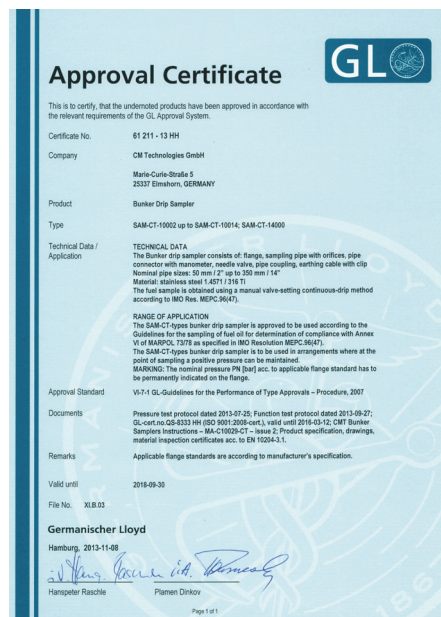 GL
Approval Certificate
This is to certify, that the undernoted products have been approved in accordance with
the relevant requirements of the GL Approval System.
Certificate No. 61 211 - 13 HH
Company CM Technologies GmbH
Marie-Curie-Straße 5
25337 Elmshorn, GERMANY
Product Bunker Drip Sampler
Type SAM-CT-10002 up to SAM-CT-10014; SAM-CT-14000
Technical Data / TECHNICAL DATA
Application The Bunker drip sampler consists of: flange, sampling pipe with orifices, pipe
connector with manometer, needle valve, pipe coupling, earthing cable with clip
Nominal pipe sizes: 50 mm / 2" up to 350 mm / 14"
Material: stainless steel 1.4571 / 316 Ti
The fuel sample is obtained using a manual valve-setting continuous-drip method
according to IMO Res. MEPC.96(47).
RANGE OF APPLICATION
The SAM-CT-types bunker drip sampler is approved to be used according to the
Guidelines for the sampling of fuel oil for determination of compliance with Annex
VI of MARPOL 73/78 as specified in IMO Resolution MEPC.96(47).
The SAM-CT-types bunker drip sampler is to be used in arrangements where at the
point of sampling a positive pressure can be maintained.
MARKING: The nominal pressure PN [bar] acc. to applicable flange standard has to
be permanently indicated on the flange.
Approval Standard VI-7-1 GL-Guidelines for the Performance of Type Approvals – Procedure, 2007
Documents Pressure test protocol dated 2013-07-25; Function test protocol dated 2013-09-27;
GL-cert.no.QS-8333 HH (ISO 9001:2008-cert.), valid until 2016-03-12; CMT Bunker
Samplers Instructions – MA-C10029-CT – issue 2; Product specification, drawings,
material inspection certificates acc. to EN 10204-3.1.
Remarks Applicable flange standards are according to manufacturer's specification.
Valid until 2018-09-30
File No. XI.B.03
Germanischer Lloyd
Hamburg, 2013-11-08
Hanspeter Raschle Plamen Dinkov
Page 1 of 1